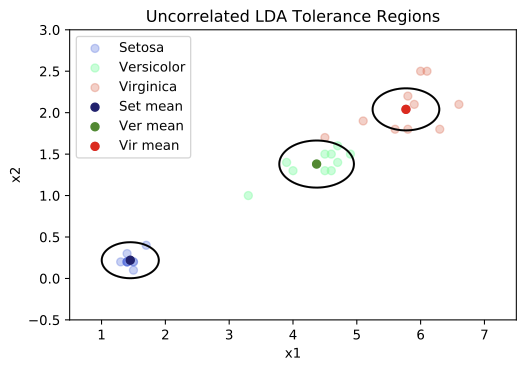 Uncorrelated LDA Tolerance Regions
3.0
2.5
2.0
1.5
1.0
0.5
0.0
−0.5
x2
Setosa
Versicolor
Virginica
Set mean
Ver mean
Vir mean
1 2 3 4 5 6 7
x1